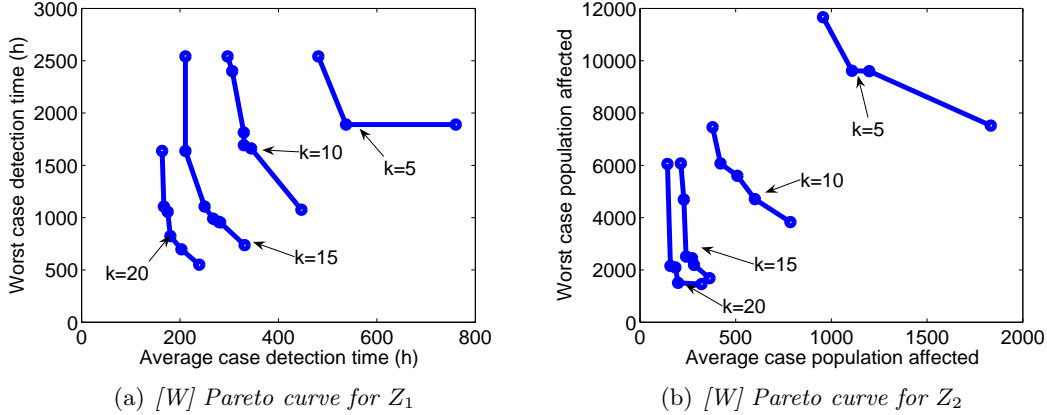 3000
2500
2000
1500
1000
500
0
0 200 400 600 800
Worst case detection time (h)
Average case detection time (h)
k=5
k=10
k=15
k=20
(a) [W] Pareto curve for Z1
12000
10000
8000
6000
4000
2000
0
0 500 1000 1500 2000
Worst case population affected
Average case population affected
k=5
k=10
k=15
k=20
(b) [W] Pareto curve for Z2